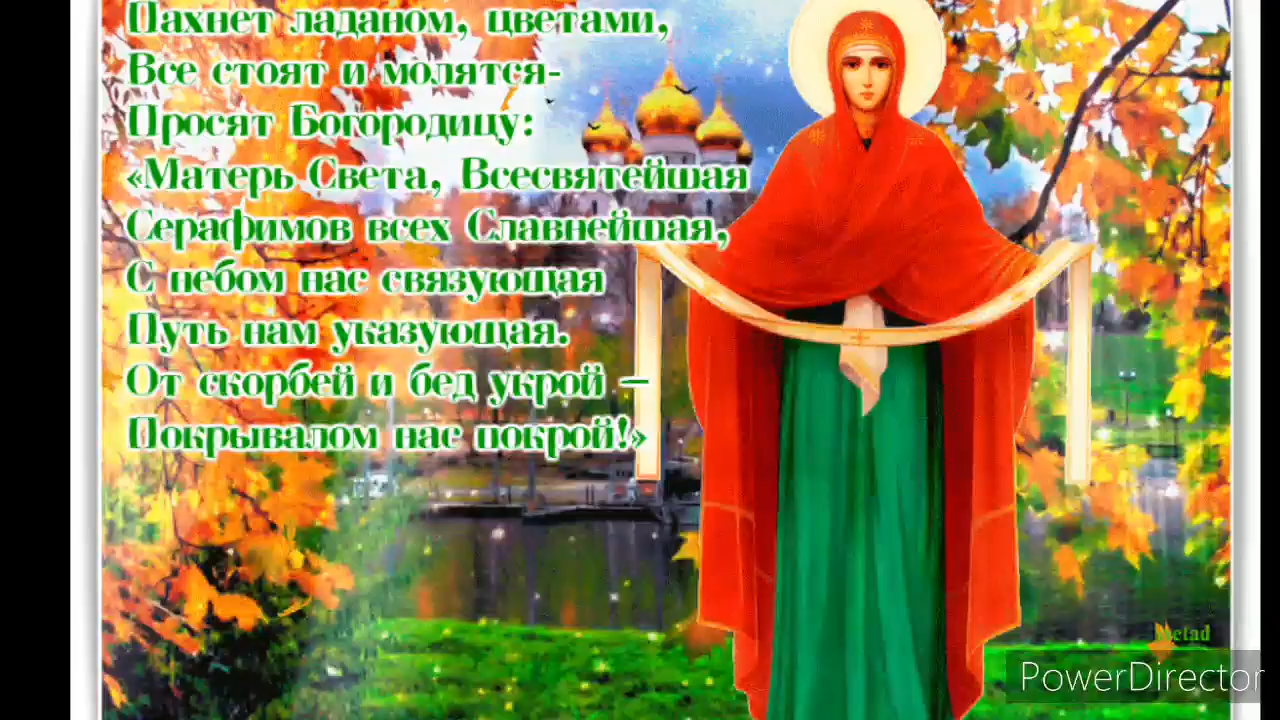 Пахнет ладаном, цветами,
Все стоят и молятся-
Просят Богородицу:
«Матерь Света, Всесвятейшая
Серафимов всех Славнейшая,
С небом нас связующая
Путь нам указующая.
От скорбей и бед укрой –
Покрывалом нас покрой!»
PowerDirector